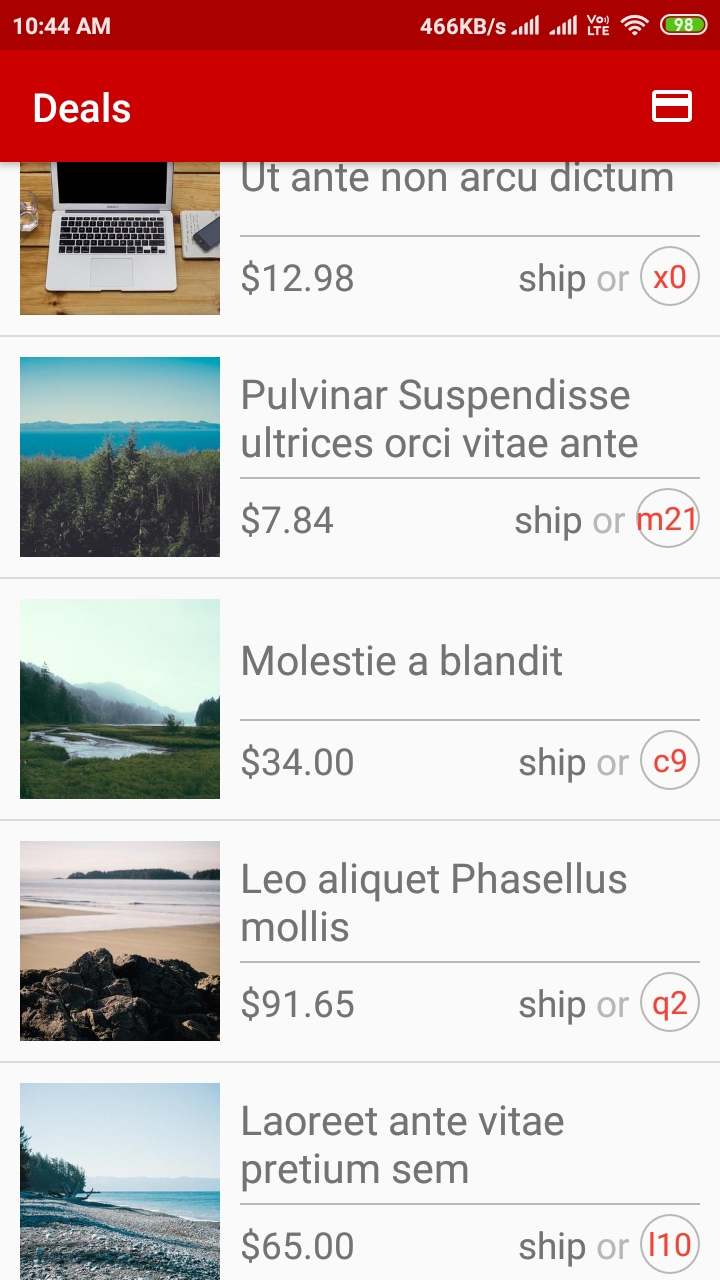 10:44 AM 466KB/s Vo) LTE 98
Deals
Ut ante non arcu dictum
$12.98 ship or x0
Pulvinar Suspendisse
ultrices orci vitae ante
$7.84 ship or m21
Molestie a blandit
$34.00 ship or c9
Leo aliquet Phasellus
mollis
$91.65 ship or q2
Laoreet ante vitae
pretium sem
$65.00 ship or l10